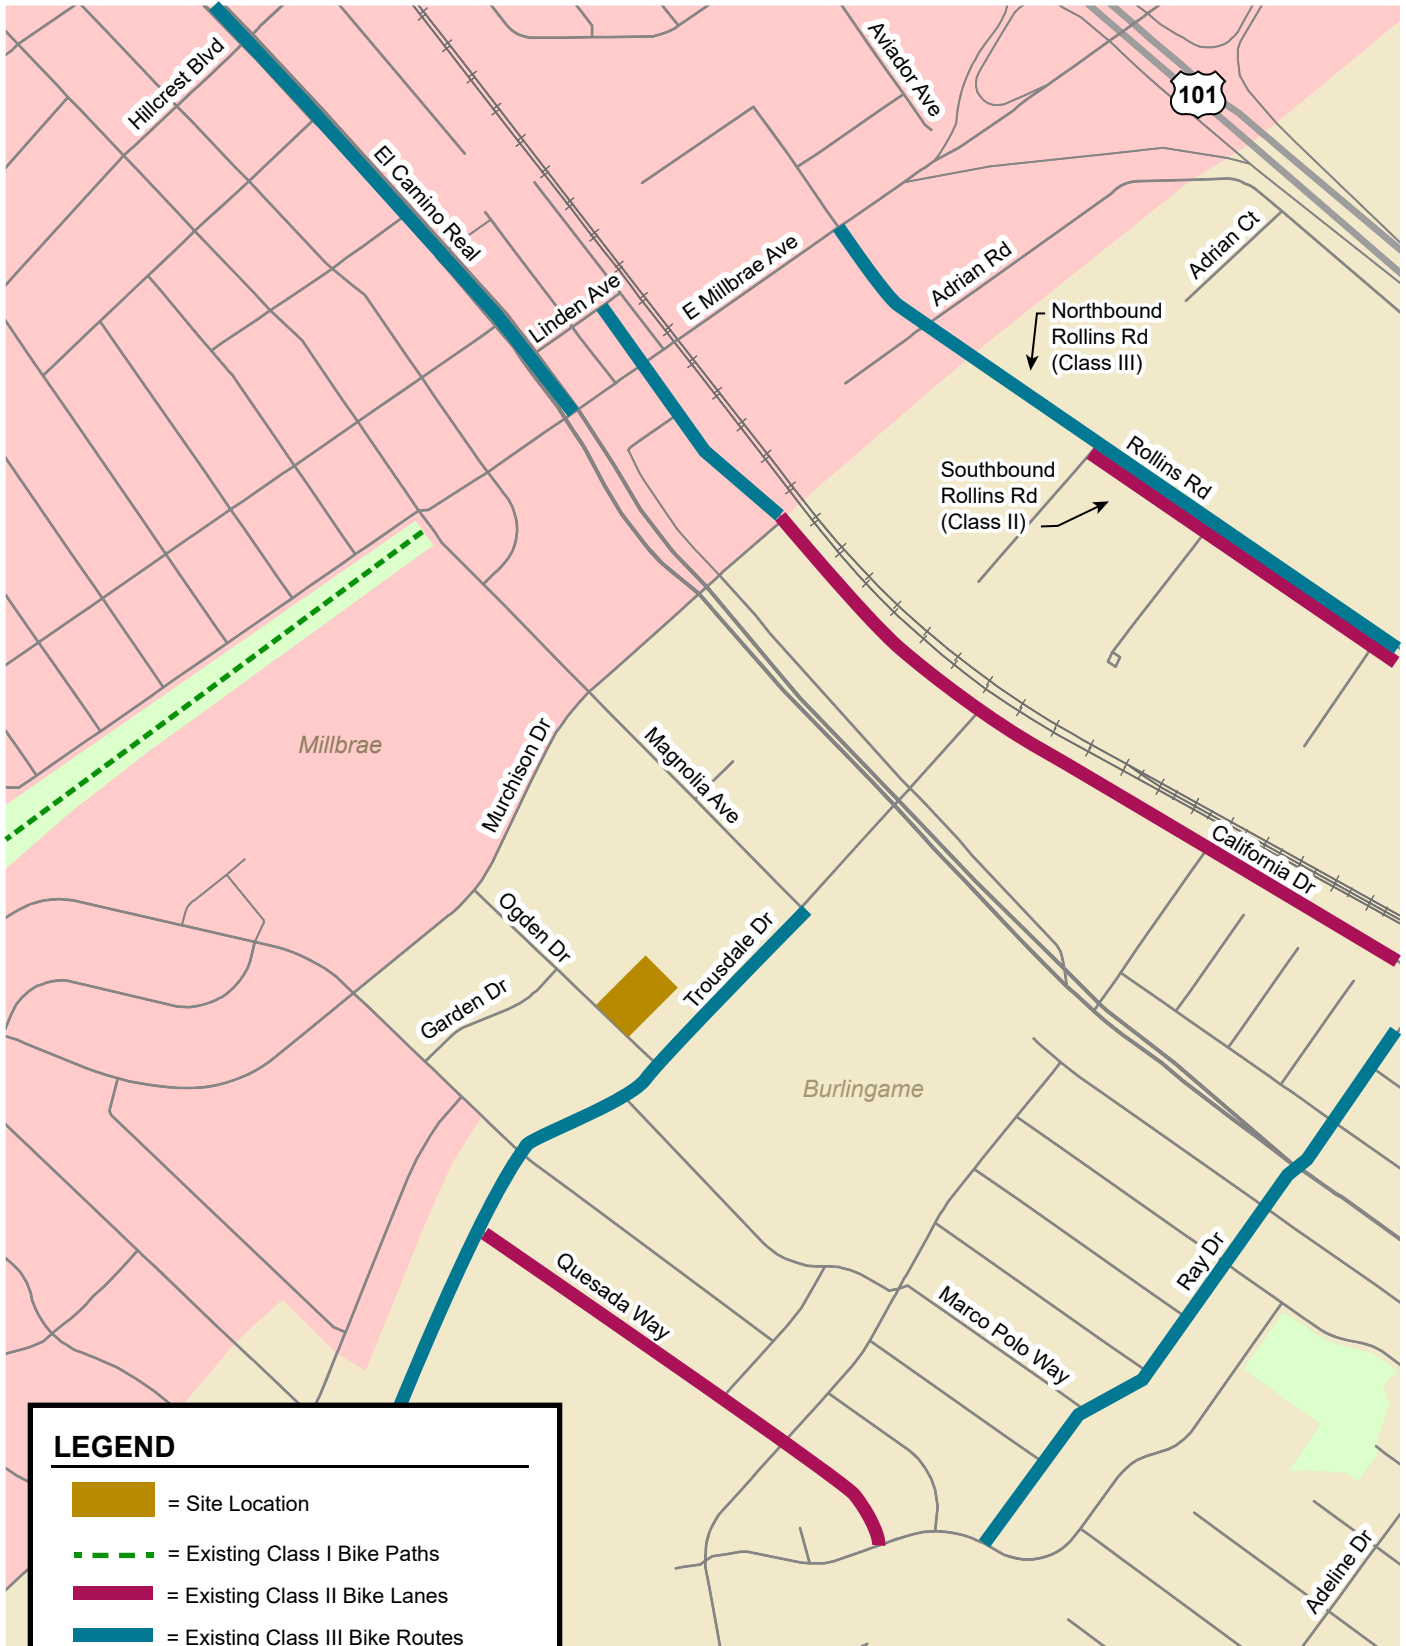 Hillcrest Blvd
El Camino Real
Aviador Ave
101
Linden Ave
E Millbrae Ave
Adrian Rd
Adrian Ct
Northbound
Rollins Rd
(Class III)
Rollins Rd
Southbound
Rollins Rd
(Class II)
Millbrae
Murchison Dr
Magnolia Ave
California Dr
Ogden Dr
Trousdale Dr
Garden Dr
Burlingame
Quesada Way
Marco Polo Way
Ray Dr
Adeline Dr
LEGEND
= Site Location
= Existing Class I Bike Paths
= Existing Class II Bike Lanes
= Existing Class III Bike Routes